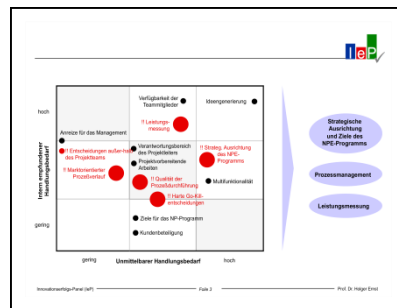 IeP
hoch
gering
Intern empfundener
Handlungsbedarf
Verfügbarkeit der
Teammitglieder
Ideengenerierung
!! Leistungs-
messung
Anreize für das Management
!! Entscheidungen außer-halb
des Projektteams
Verantwortungsbereich
des Projektleiters
Projektvorbereitende
Arbeiten
!! Strateg. Ausrichtung
des NPE-
Programms
!! Marktorientierter
Prozeßverlauf
!! Qualität der
Prozeßdurchführung
Multifunktionalität
!! Harte Go-Kill-
entscheidungen
Ziele für das NP-Programm
Kundenbeteiligung
gering
Unmittelbarer Handlungsbedarf
hoch
Strategische
Ausrichtung
und Ziele des
NPE-Programms
Prozessmanagement
Leistungsmessung
Innovationserfolgs-Panel (IeP)
Folie 2
Prof. Dr. Holger Ernst